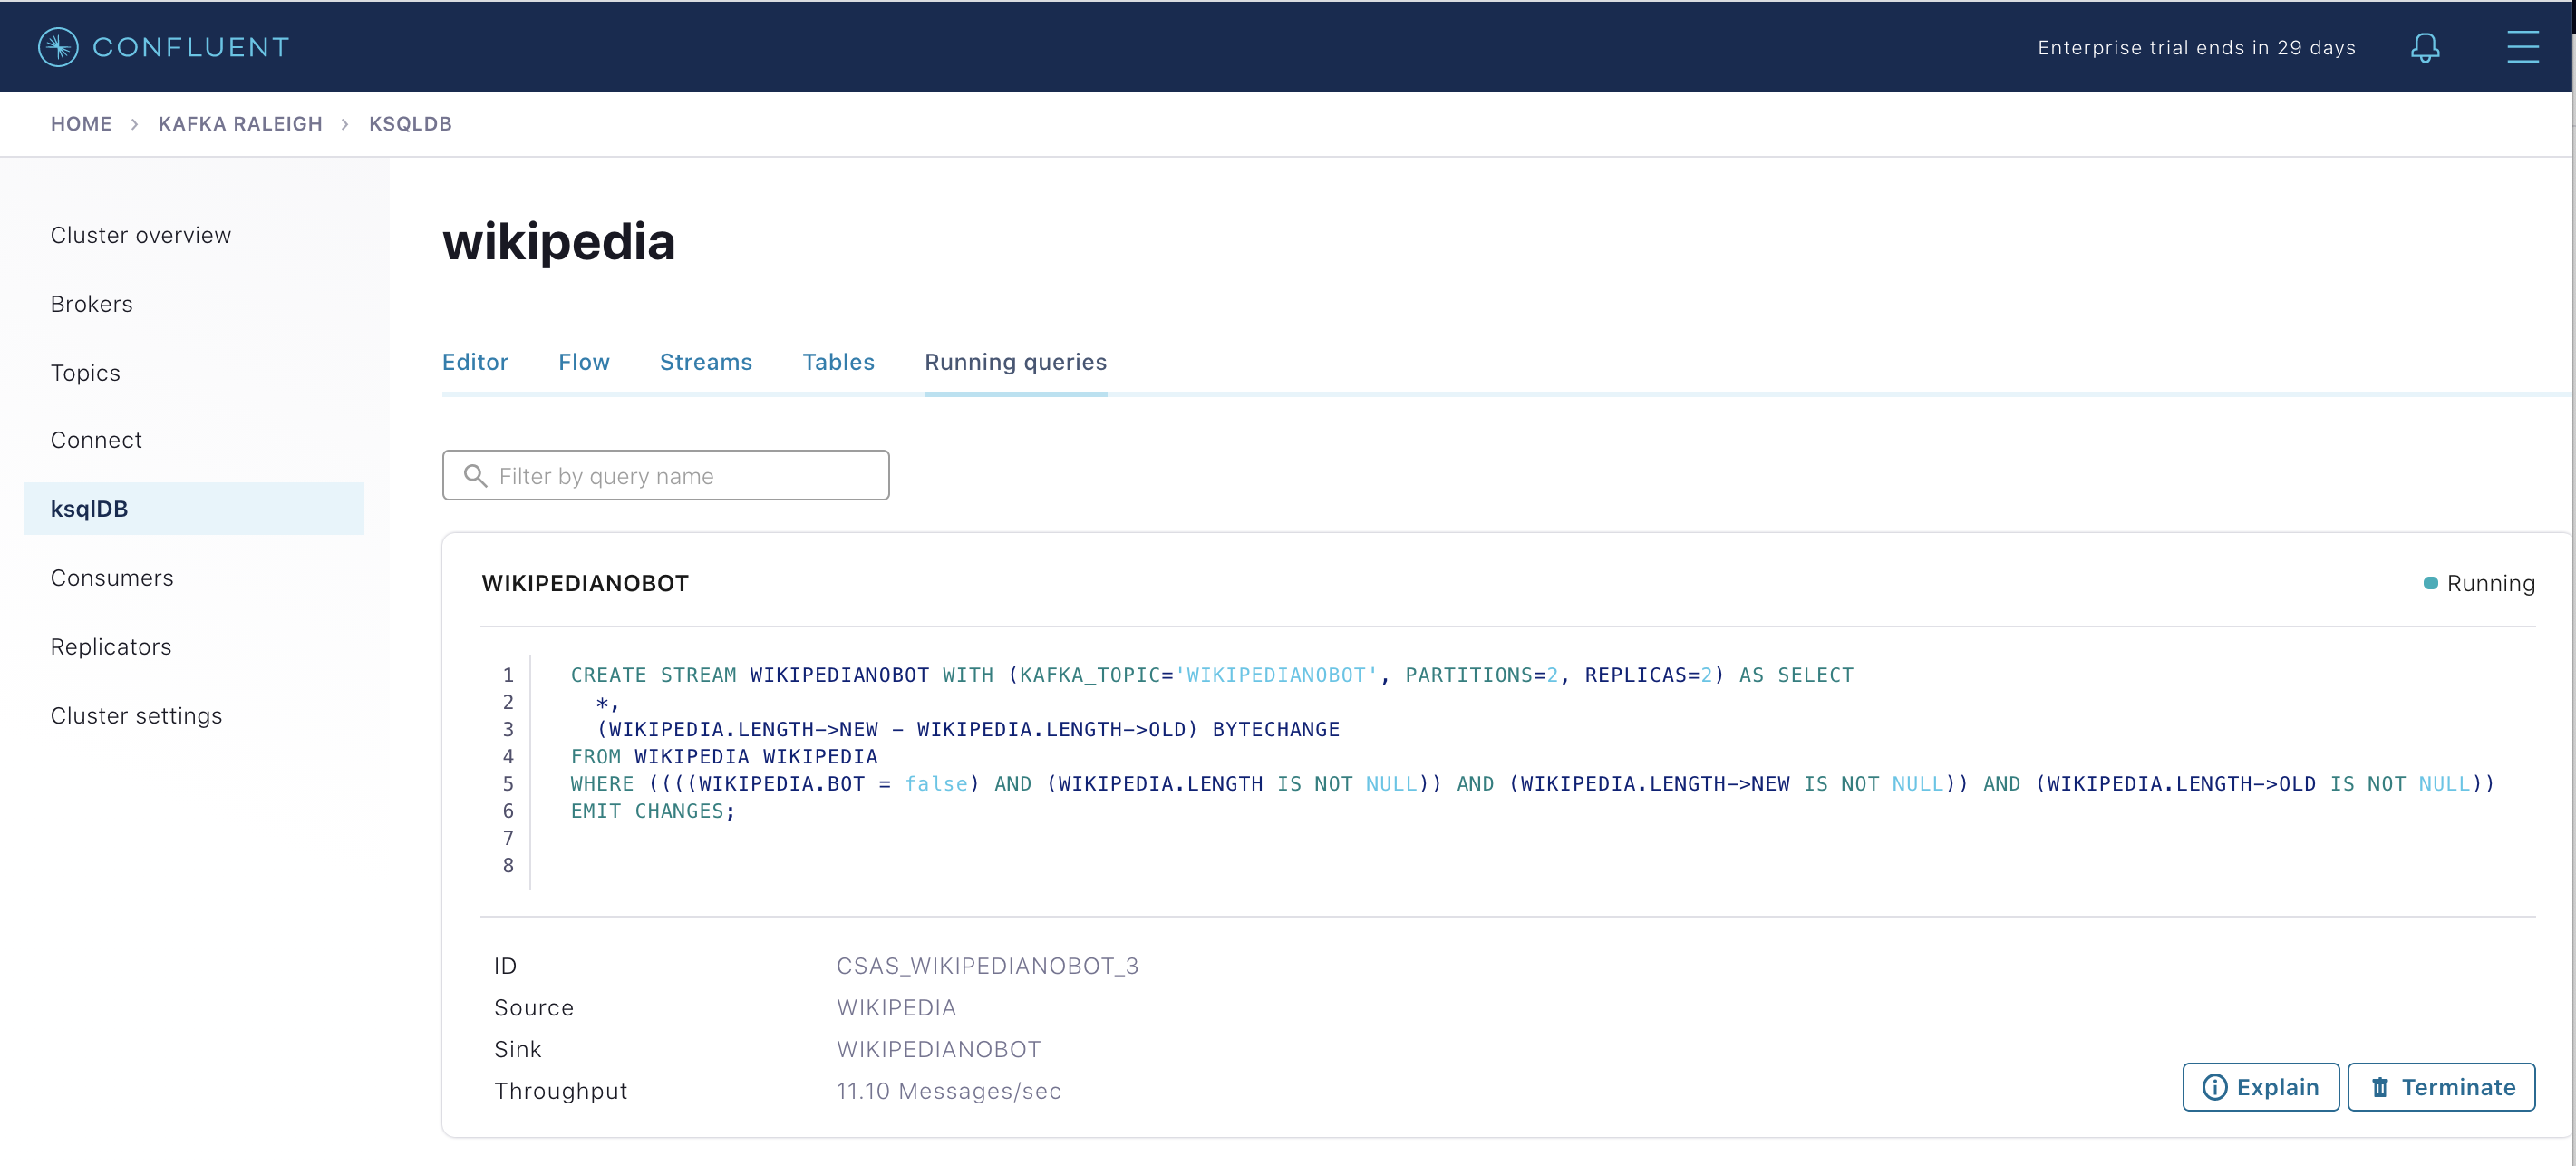 CONFLUENT
Enterprise trial ends in 29 days
HOME > KAFKA RALEIGH > KSQLDB
Cluster overview
Brokers
Topics
Connect
ksqlDB
Consumers
Replicators
Cluster settings
wikipedia
Editor Flow Streams Tables Running queries
Filter by query name
WIKIPEDIANOBOT Running
1 CREATE STREAM WIKIPEDIANOBOT WITH (KAFKA_TOPIC='WIKIPEDIANOBOT', PARTITIONS=2, REPLICAS=2) AS SELECT
2 *,
3 (WIKIPEDIA.LENGTH->NEW - WIKIPEDIA.LENGTH->OLD) BYTECHANGE
4 FROM WIKIPEDIA WIKIPEDIA
5 WHERE ((((WIKIPEDIA.BOT = false) AND (WIKIPEDIA.LENGTH IS NOT NULL)) AND (WIKIPEDIA.LENGTH->NEW IS NOT NULL)) AND (WIKIPEDIA.LENGTH->OLD IS NOT NULL))
6 EMIT CHANGES;
7
8
ID CSAS_WIKIPEDIANOBOT_3
Source WIKIPEDIA
Sink WIKIPEDIANOBOT
Throughput 11.10 Messages/sec
Explain Terminate